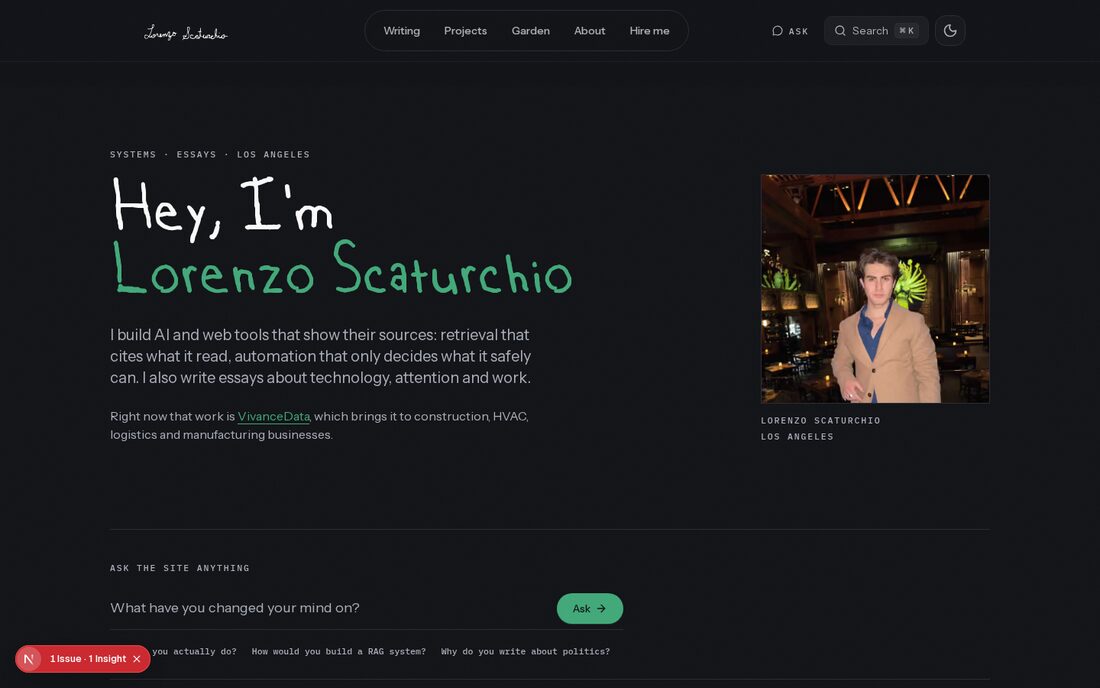 Lorenzo Scaturchio
Writing Projects Garden About Hire me
ASK
Search ⌘ K
SYSTEMS · ESSAYS · LOS ANGELES
Hey, I'm
Lorenzo Scaturchio
I build AI and web tools that show their sources: retrieval that
cites what it read, automation that only decides what it safely
can. I also write essays about technology, attention and work.
Right now that work is VivanceData, which brings it to construction, HVAC,
logistics and manufacturing businesses.
LORENZO SCATURCHIO
LOS ANGELES
ASK THE SITE ANYTHING
What have you changed your mind on?
Ask →
you actually do? How would you build a RAG system? Why do you write about politics?
N 1 Issue · 1 Insight ×